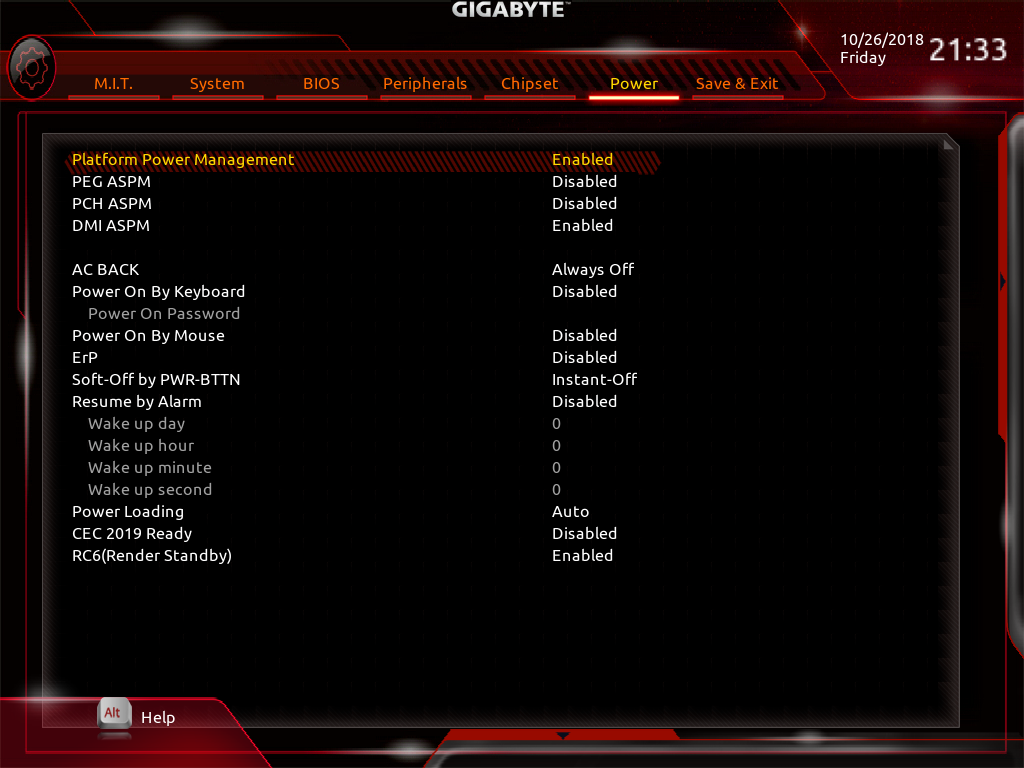 GIGABYTE™
10/26/2018 21:33
Friday
M.I.T. System BIOS Peripherals Chipset Power Save & Exit
Platform Power Management Enabled
PEG ASPM Disabled
PCH ASPM Disabled
DMI ASPM Enabled
AC BACK Always Off
Power On By Keyboard Disabled
Power On Password
Power On By Mouse Disabled
ErP Disabled
Soft-Off by PWR-BTTN Instant-Off
Resume by Alarm Disabled
Wake up day 0
Wake up hour 0
Wake up minute 0
Wake up second 0
Power Loading Auto
CEC 2019 Ready Disabled
RC6(Render Standby) Enabled
Alt Help